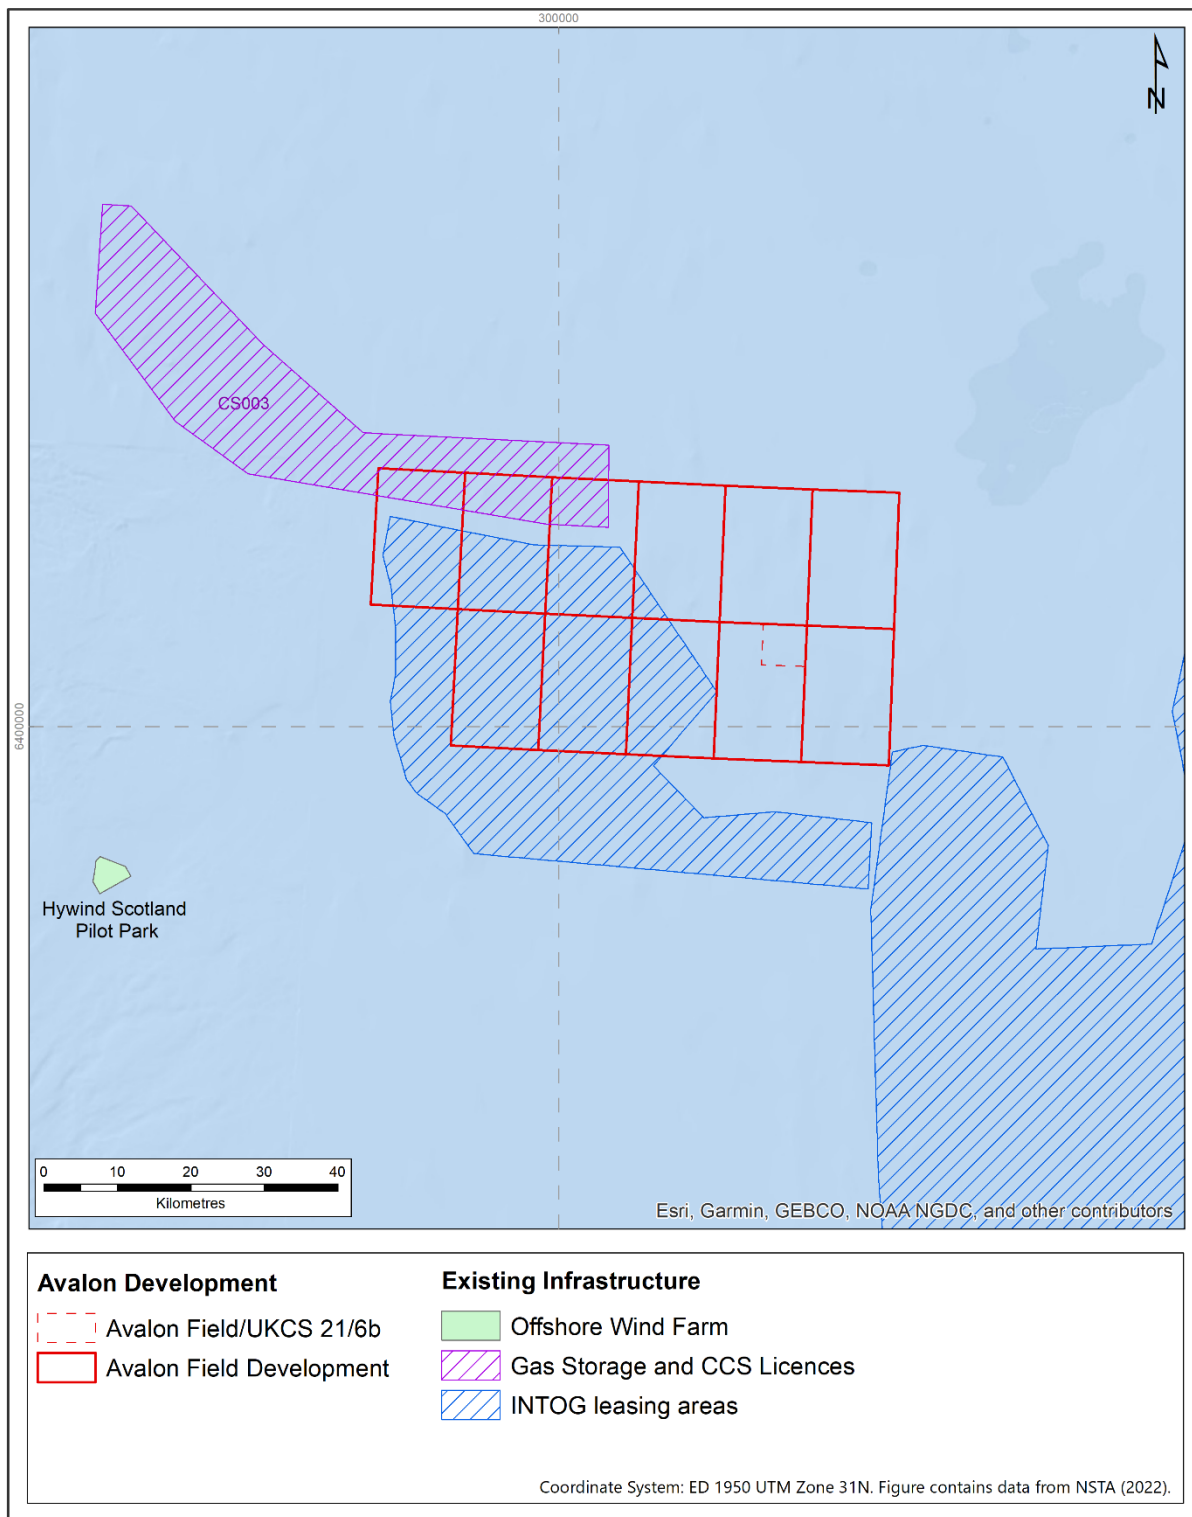 300000
N
CS003
6400000
Hywind Scotland
Pilot Park
0 10 20 30 40
Kilometres
Esri, Garmin, GEBCO, NOAA NGDC, and other contributors
Avalon Development
Avalon Field/UKCS 21/6b
Avalon Field Development
Existing Infrastructure
Offshore Wind Farm
Gas Storage and CCS Licences
INTOG leasing areas
Coordinate System: ED 1950 UTM Zone 31N. Figure contains data from NSTA (2022).